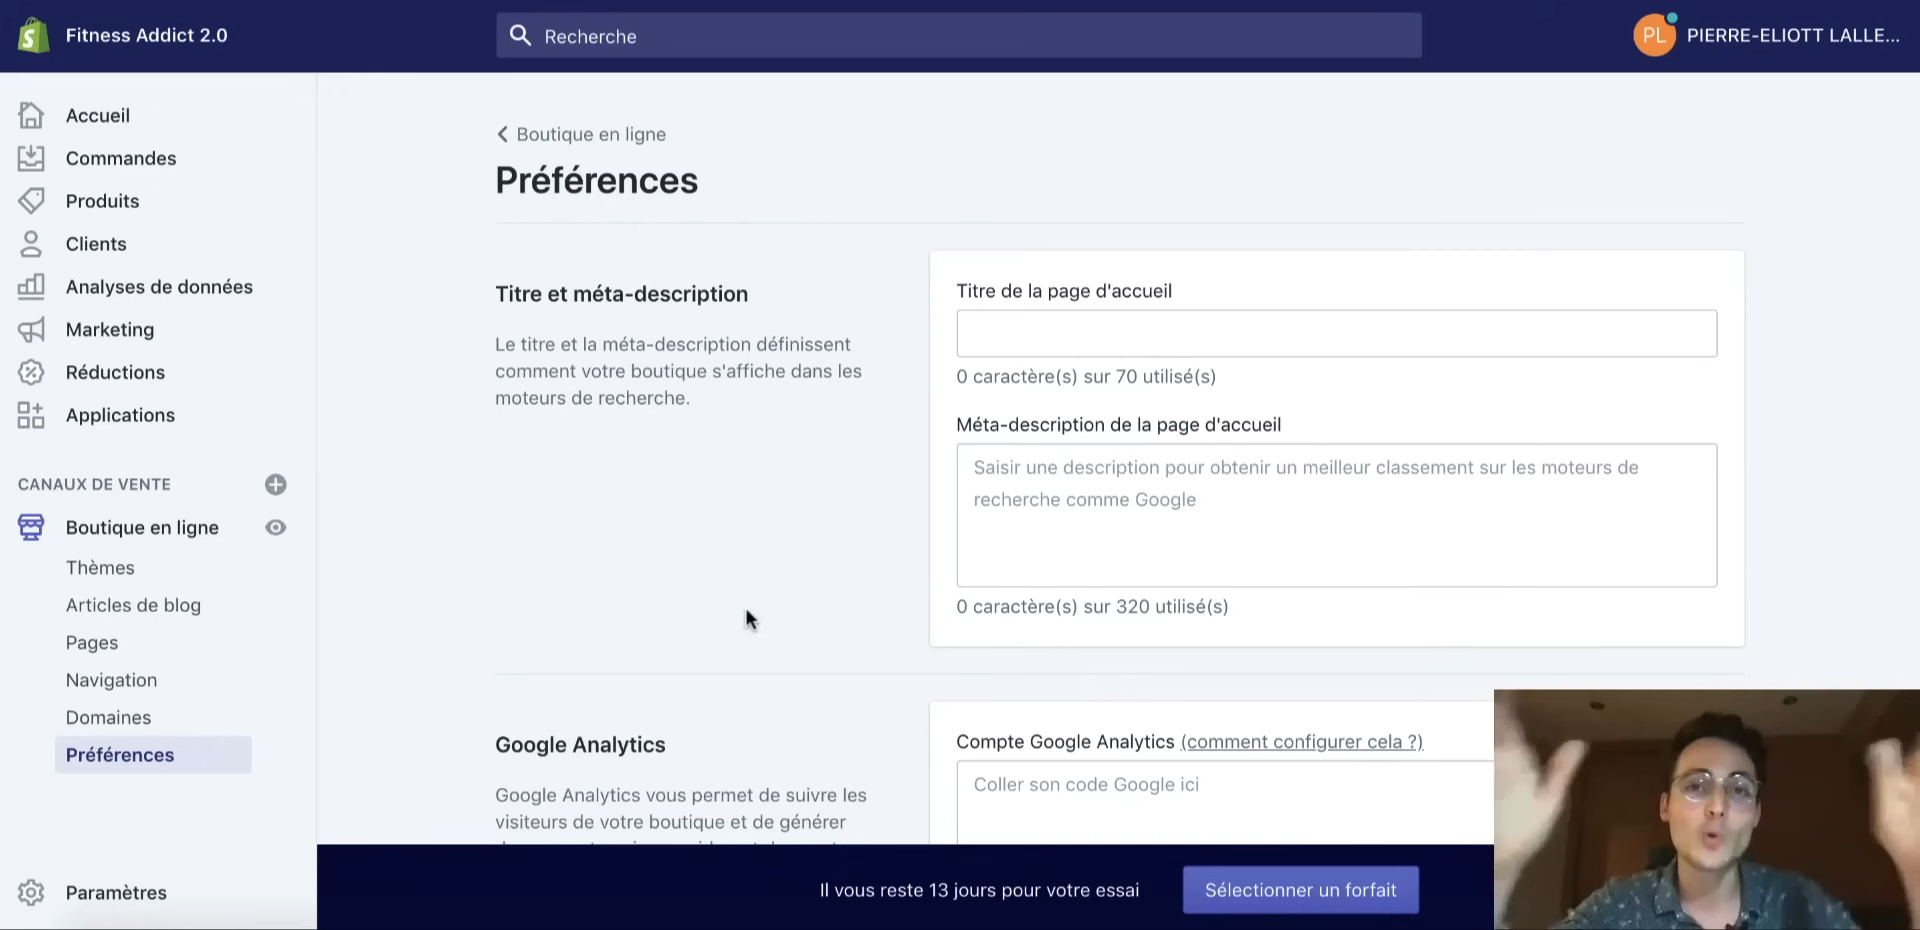 Fitness Addict 2.0
Recherche
PL
PIERRE-ELIOTT LALLE...
Accueil
Commandes
Produits
Clients
Analyses de données
Marketing
Réductions
Applications
CANAUX DE VENTE
Boutique en ligne
Thèmes
Articles de blog
Pages
Navigation
Domaines
Préférences
Paramètres
Boutique en ligne
Préférences
Titre et méta-description
Le titre et la méta-description définissent
comment votre boutique s'affiche dans les
moteurs de recherche.
Titre de la page d'accueil
0 caractère(s) sur 70 utilisé(s)
Méta-description de la page d'accueil
Saisir une description pour obtenir un meilleur classement sur les moteurs de
recherche comme Google
0 caractère(s) sur 320 utilisé(s)
Google Analytics
Google Analytics vous permet de suivre les
visiteurs de votre boutique et de générer
Compte Google Analytics (comment configurer cela ?)
Coller son code Google ici
Il vous reste 13 jours pour votre essai
Sélectionner un forfait